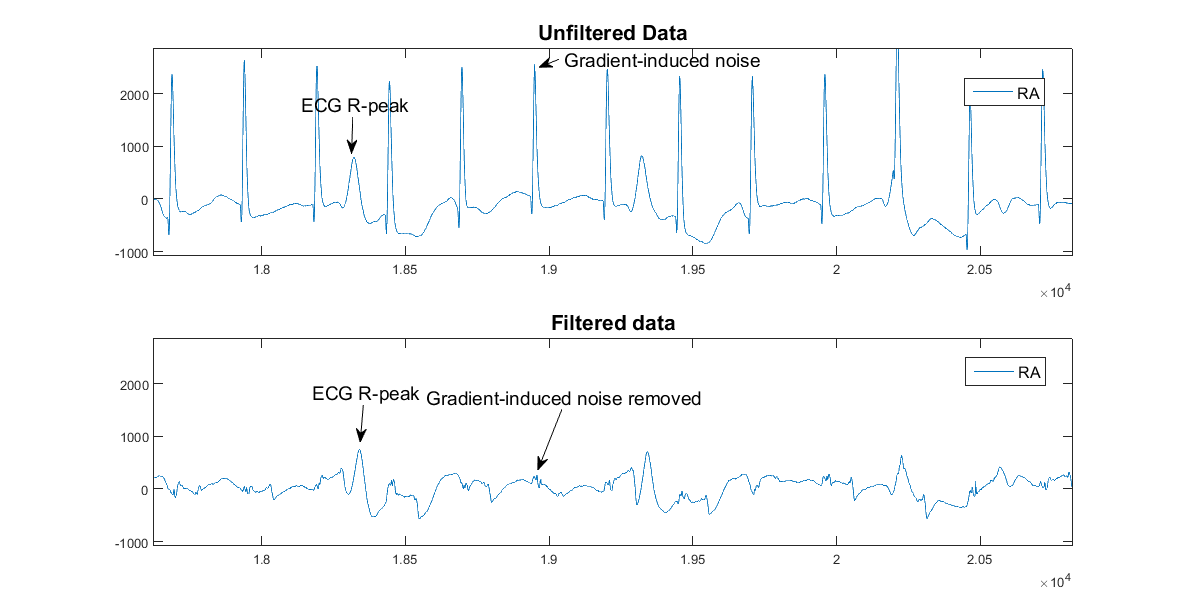 Unfiltered Data
Gradient-induced noise
ECG R-peak
RA
2000
1000
0
-1000
1.8
1.85
1.9
1.95
2
2.05
×10^4
Filtered data
ECG R-peak
Gradient-induced noise removed
RA
2000
1000
0
-1000
1.8
1.85
1.9
1.95
2
2.05
×10^4